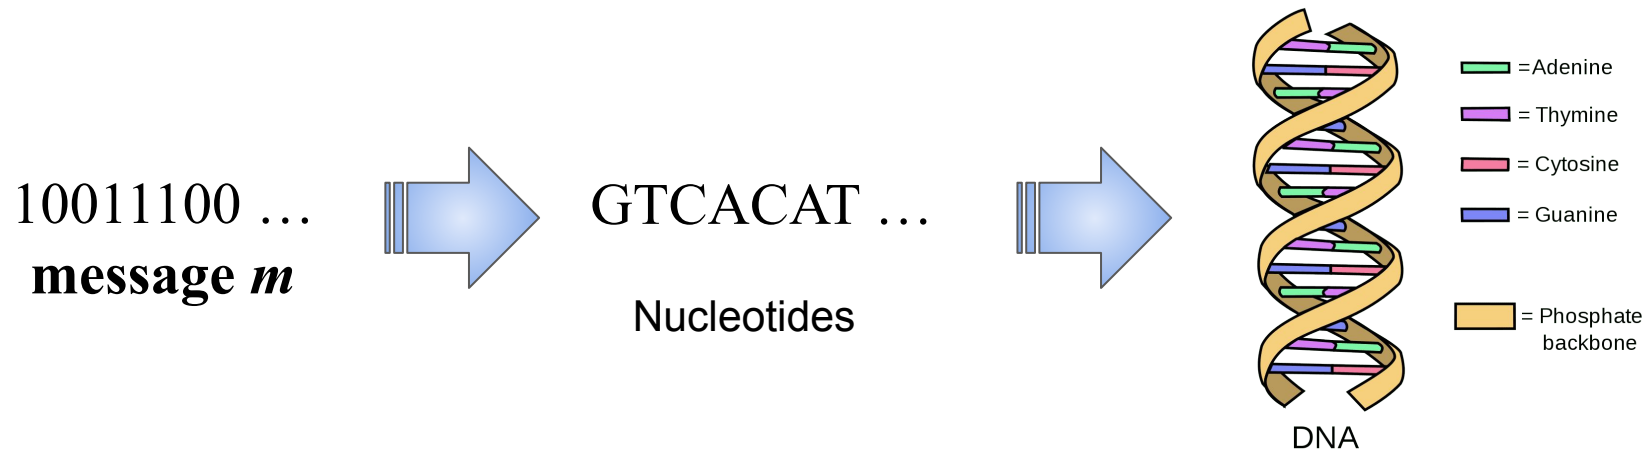 10011100 …
message m
GTCACAT …
Nucleotides
DNA
=Adenine
= Thymine
= Cytosine
= Guanine
= Phosphate
backbone